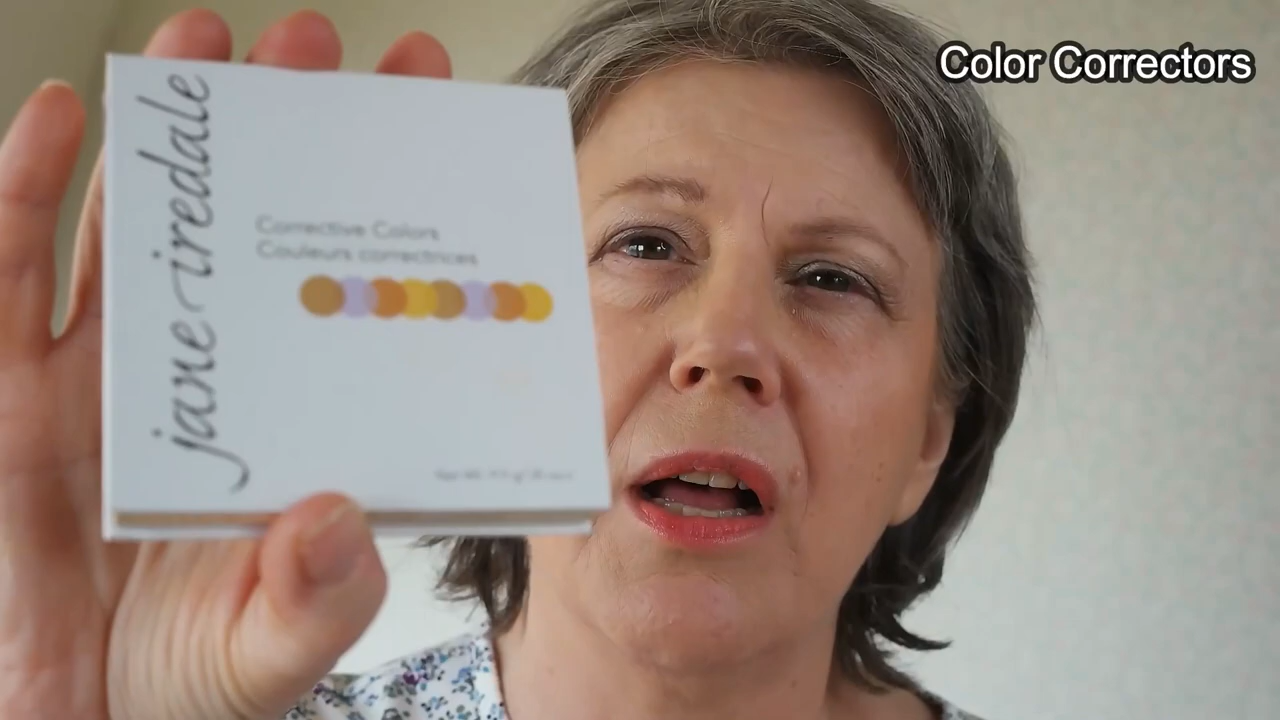 Color Correctors
jane iredale
Corrective Colors
Couleurs correctrices